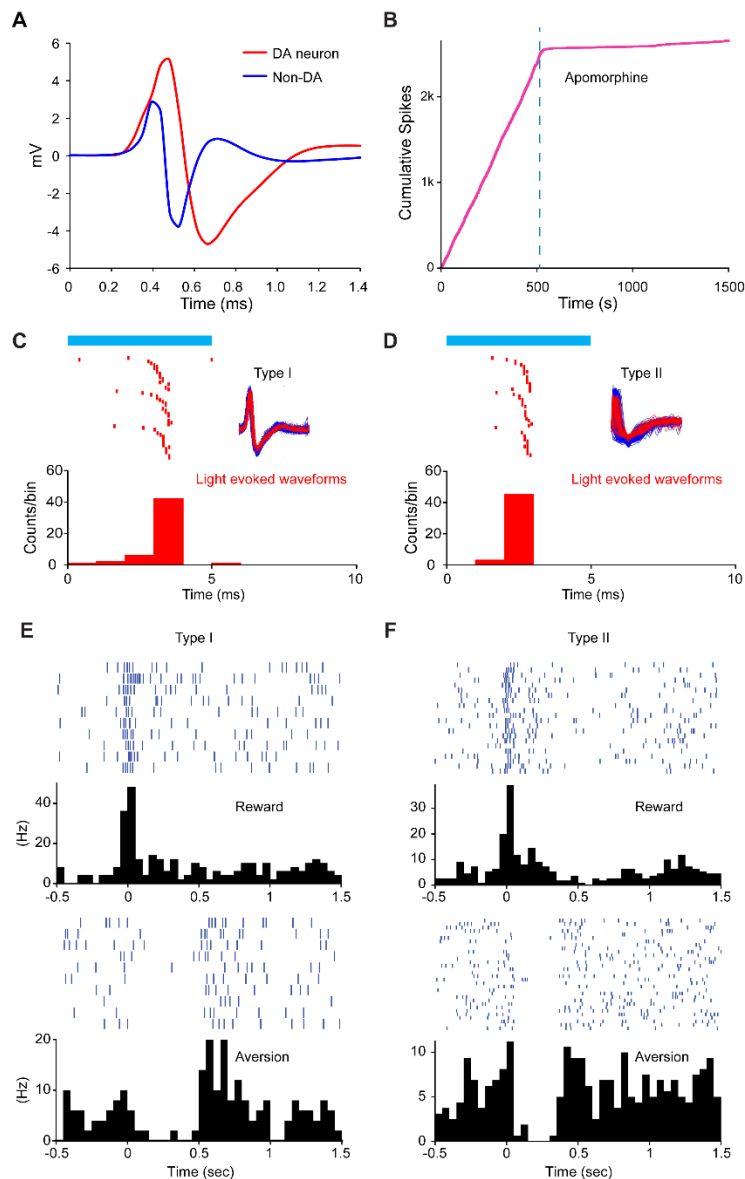 A
6
4
2
0
-2
-4
-6
mV
DA neuron
Non-DA
0 0.2 0.4 0.6 0.8 1.0 1.2 1.4
Time (ms)
B
2k
1k
0
Cumulative Spikes
Apomorphine
0 500 1000 1500
Time (s)
C
Type I
Light evoked waveforms
60
40
20
0
Counts/bin
0 5 10
Time (ms)
D
Type II
Light evoked waveforms
60
40
20
0
Counts/bin
0 5 10
Time (ms)
E
Type I
40
20
0
(Hz)
Reward
-0.5 0 0.5 1 1.5
20
10
0
(Hz)
Aversion
-0.5 0 0.5 1 1.5
Time (sec)
F
Type II
30
20
10
0
Reward
-0.5 0 0.5 1 1.5
10
5
0
Aversion
-0.5 0 0.5 1 1.5
Time (sec)